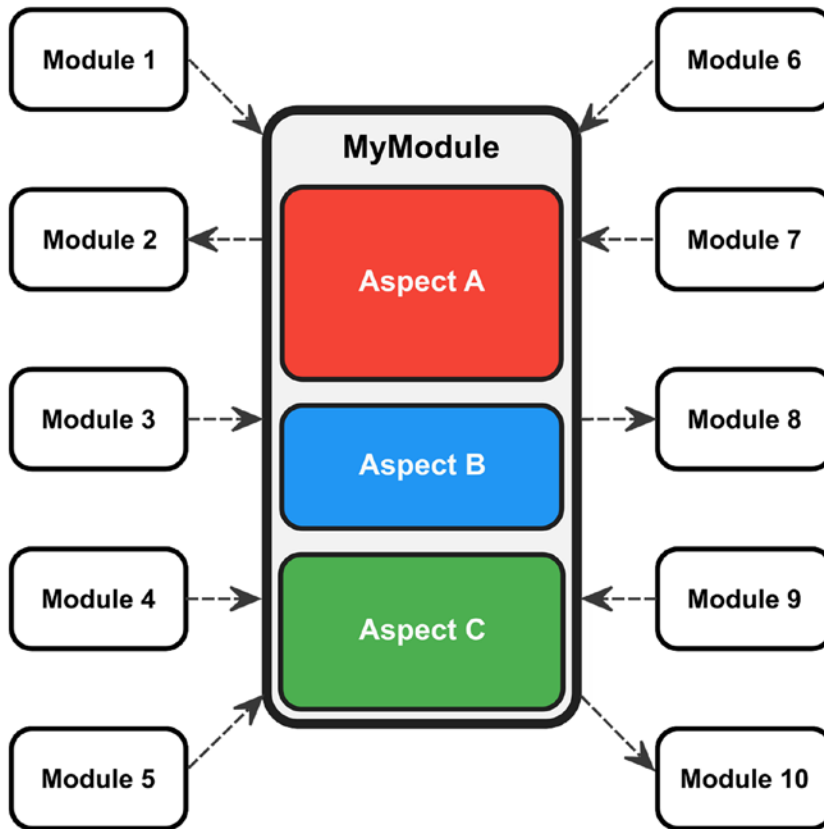 Module 1
Module 6
MyModule
Module 2
Module 7
Aspect A
Module 3
Module 8
Aspect B
Module 4
Module 9
Aspect C
Module 5
Module 10